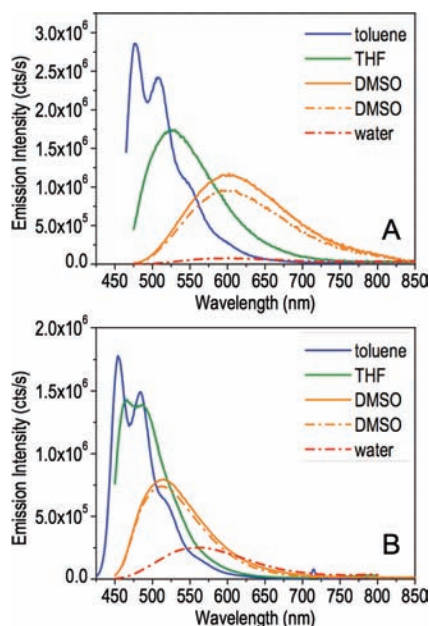 3.0x10⁶
2.5x10⁶
2.0x10⁶
1.5x10⁶
1.0x10⁶
5.0x10⁵
0.0
Emission Intensity (cts/s)
toluene
THF
DMSO
DMSO
water
A
450 500 550 600 650 700 750 800 850
Wavelength (nm)
2.0x10⁶
1.5x10⁶
1.0x10⁶
5.0x10⁵
0.0
Emission Intensity (cts/s)
toluene
THF
DMSO
DMSO
water
B
450 500 550 600 650 700 750 800 850
Wavelength (nm)